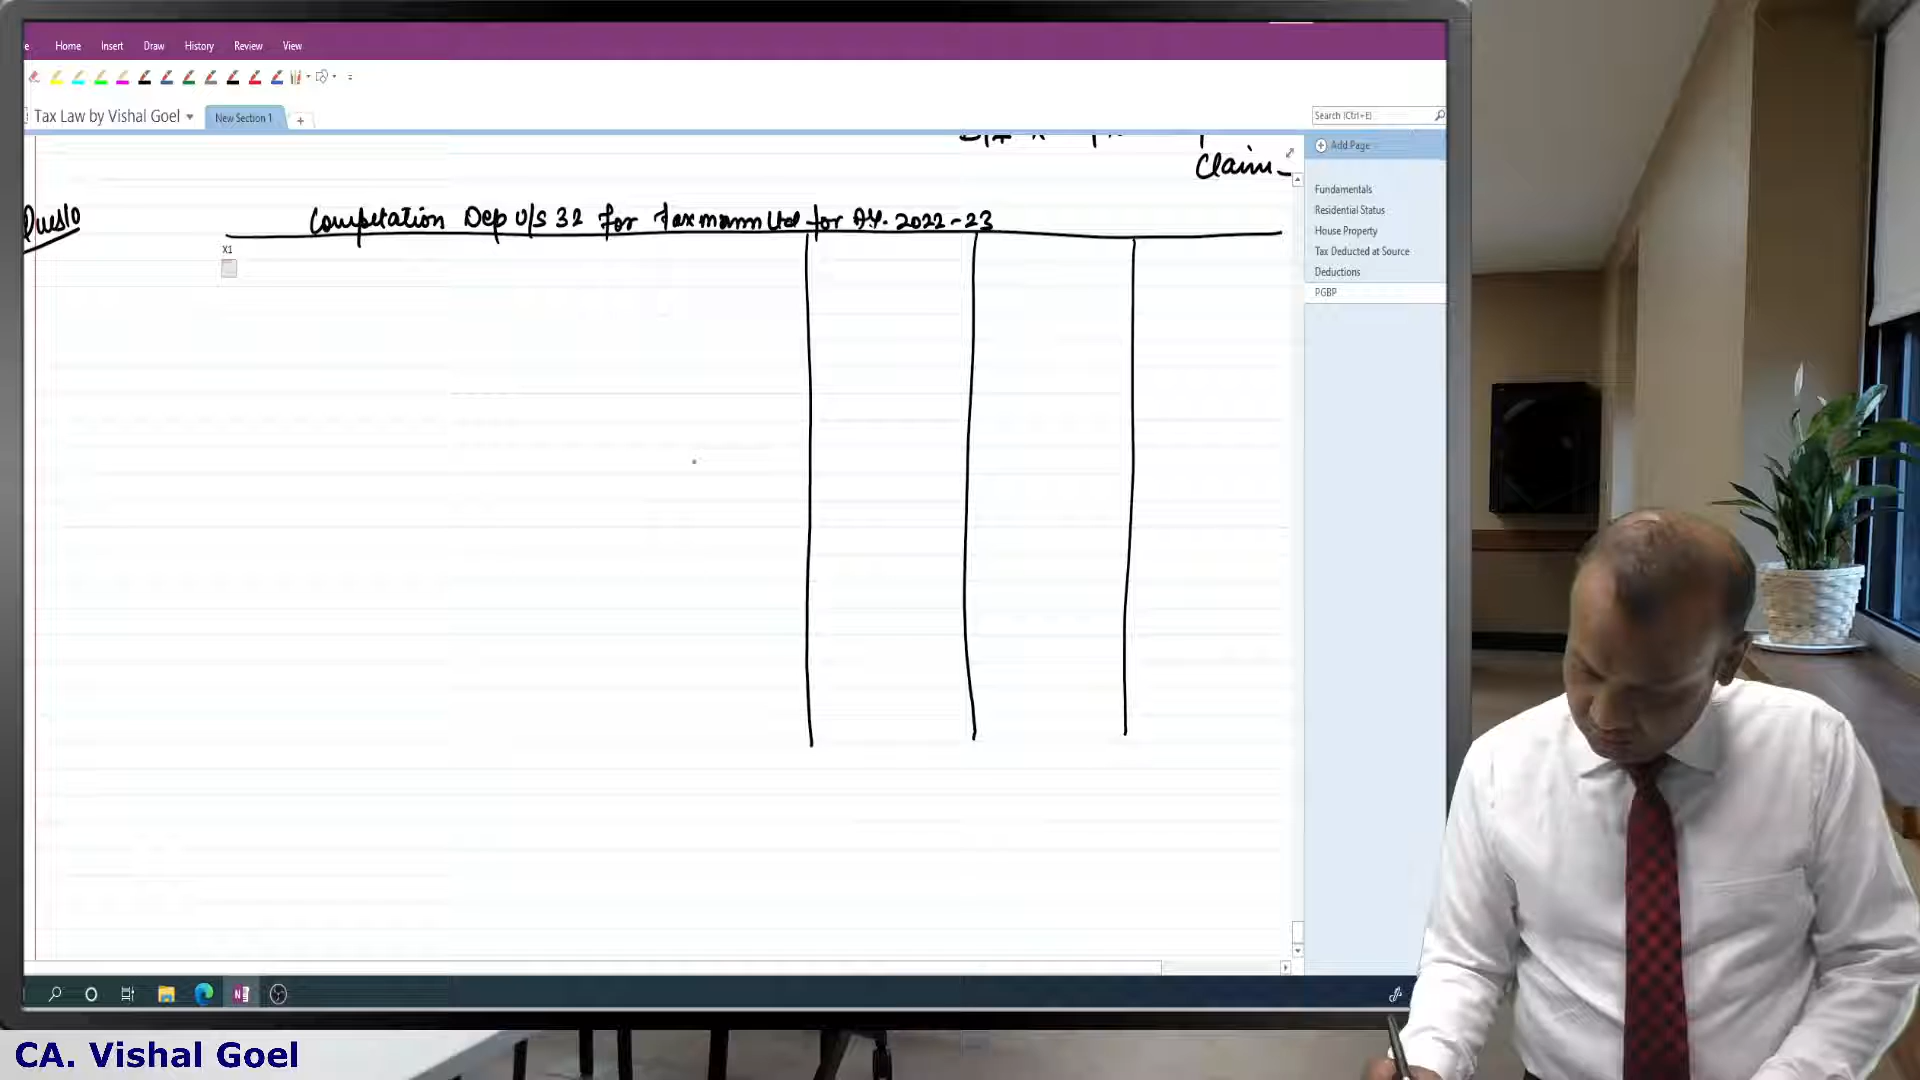 Home Insert Draw History Review View
Tax Law by Vishal Goel
New Section 1
Search (Ctrl+E)
Add Page
Fundamentals
Residential Status
House Property
Tax Deducted at Source
Deductions
PGBP
Claim
Ques10
Computation Dep U/S 32 for Taxmann Ltd for A.Y. 2022-23
X1
CA. Vishal Goel